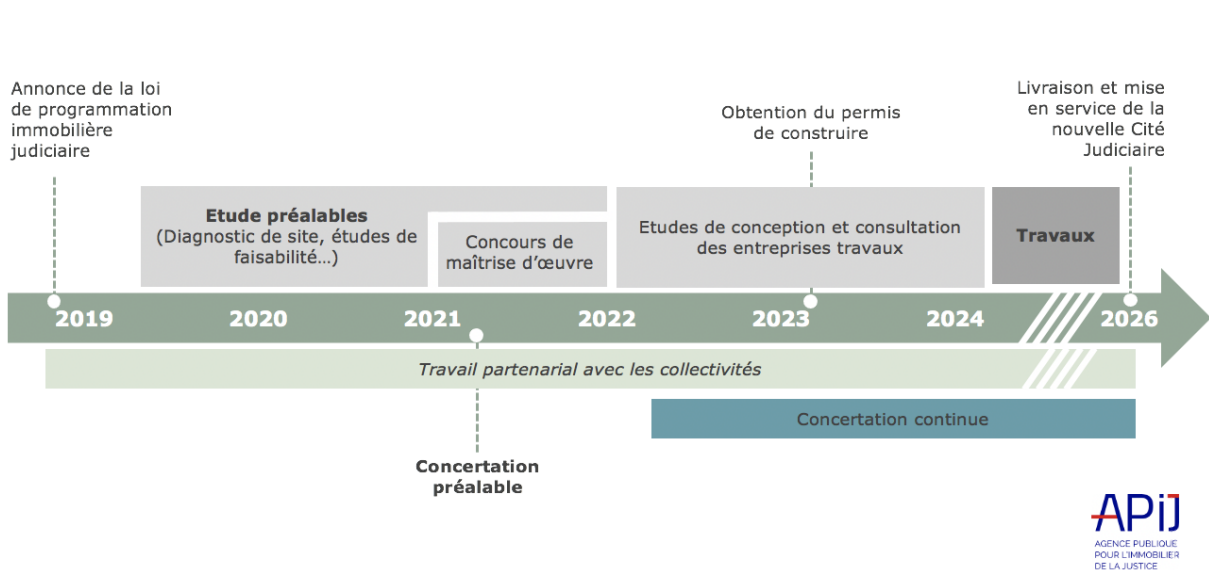 Annonce de la loi
de programmation
immobilière
judiciaire
Obtention du permis
de construire
Livraison et mise
en service de la
nouvelle Cité
Judiciaire
Etude préalables
(Diagnostic de site, études de
faisabilité…)
Concours de
maîtrise d’œuvre
Etudes de conception et consultation
des entreprises travaux
Travaux
2019 2020 2021 2022 2023 2024 2026
Travail partenarial avec les collectivités
Concertation continue
Concertation
préalable
APiJ
AGENCE PUBLIQUE
POUR L'IMMOBILIER
DE LA JUSTICE